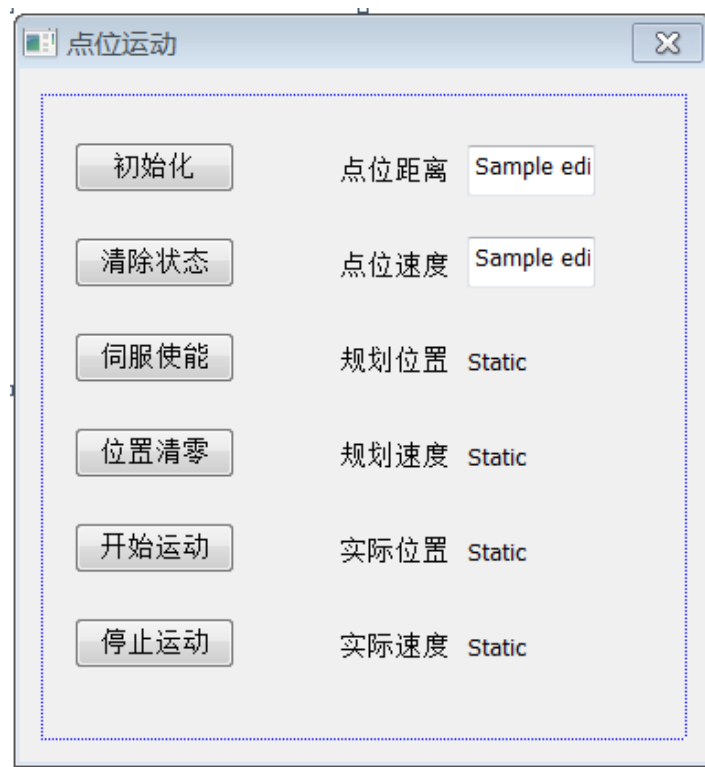 点位运动
初始化 点位距离 Sample edi
清除状态 点位速度 Sample edi
伺服使能 规划位置 Static
位置清零 规划速度 Static
开始运动 实际位置 Static
停止运动 实际速度 Static